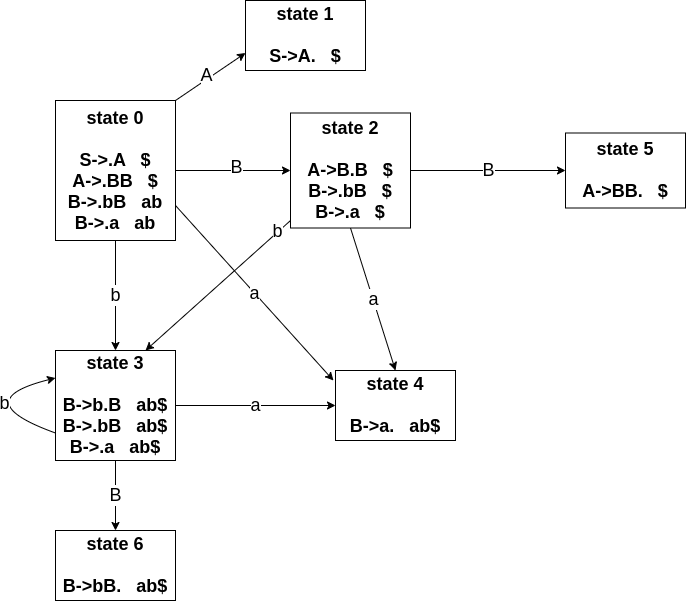 state 1
S->A. $
A
state 0
S->.A $
A->.BB $
B->.bB ab
B->.a ab
B
state 2
A->B.B $
B->.bB $
B->.a $
B
state 5
A->BB. $
b
b
a
a
state 3
B->b.B ab$
B->.bB ab$
B->.a ab$
b
a
state 4
B->a. ab$
B
state 6
B->bB. ab$